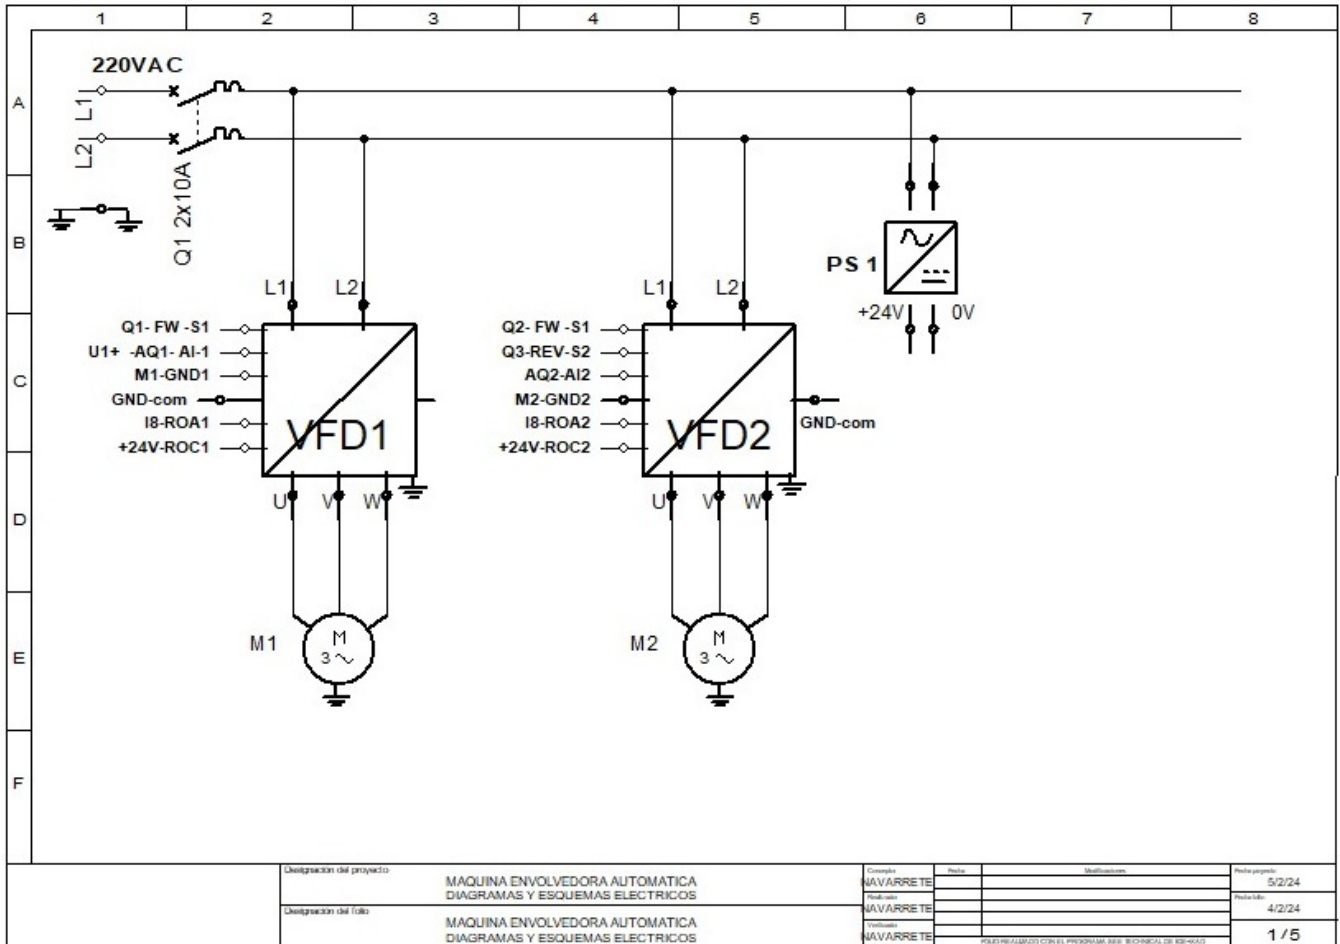 1 2 3 4 5 6 7 8
A
B
C
D
E
F
220VAC
L1
L2
Q1 2x10A
L1 L2
L1 L2
PS 1
+24V 0V
Q1- FW -S1
U1+ -AQ1- AI-1
M1-GND1
GND-com
I8-ROA1
+24V-ROC1
VFD1
Q2- FW -S1
Q3-REV-S2
AQ2-AI2
M2-GND2
I8-ROA2
+24V-ROC2
VFD2
GND-com
U V W
U V W
M1
M
3
M2
M
3
Designación del proyecto
MAQUINA ENVOLVEDORA AUTOMATICA
DIAGRAMAS Y ESQUEMAS ELECTRICOS
Designación del folio
MAQUINA ENVOLVEDORA AUTOMATICA
DIAGRAMAS Y ESQUEMAS ELECTRICOS
NAVARRETE
NAVARRETE
Verificado
NAVARRETE
Fecha
Modificaciones
5/2/24
4/2/24
1/5